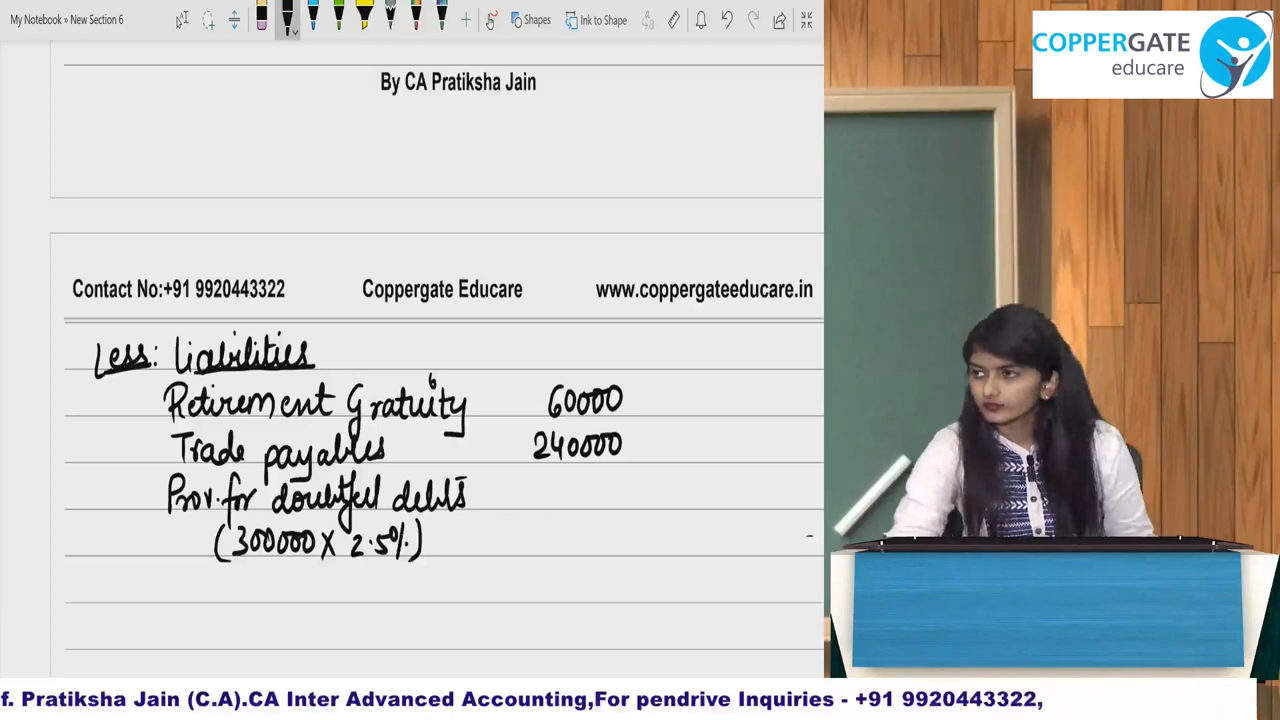 My Notebook » New Section 6
Shapes
Ink to Shape
COPPERGATE
educare
By CA Pratiksha Jain
Contact No:+91 9920443322 Coppergate Educare www.coppergateeducare.in
Less: Liabilities
Retirement Gratuity 60000
Trade payables 240000
Prov. for doubtful debts
(300000 X 2.5%)
f. Pratiksha Jain (C.A).CA Inter Advanced Accounting,For pendrive Inquiries - +91 9920443322,